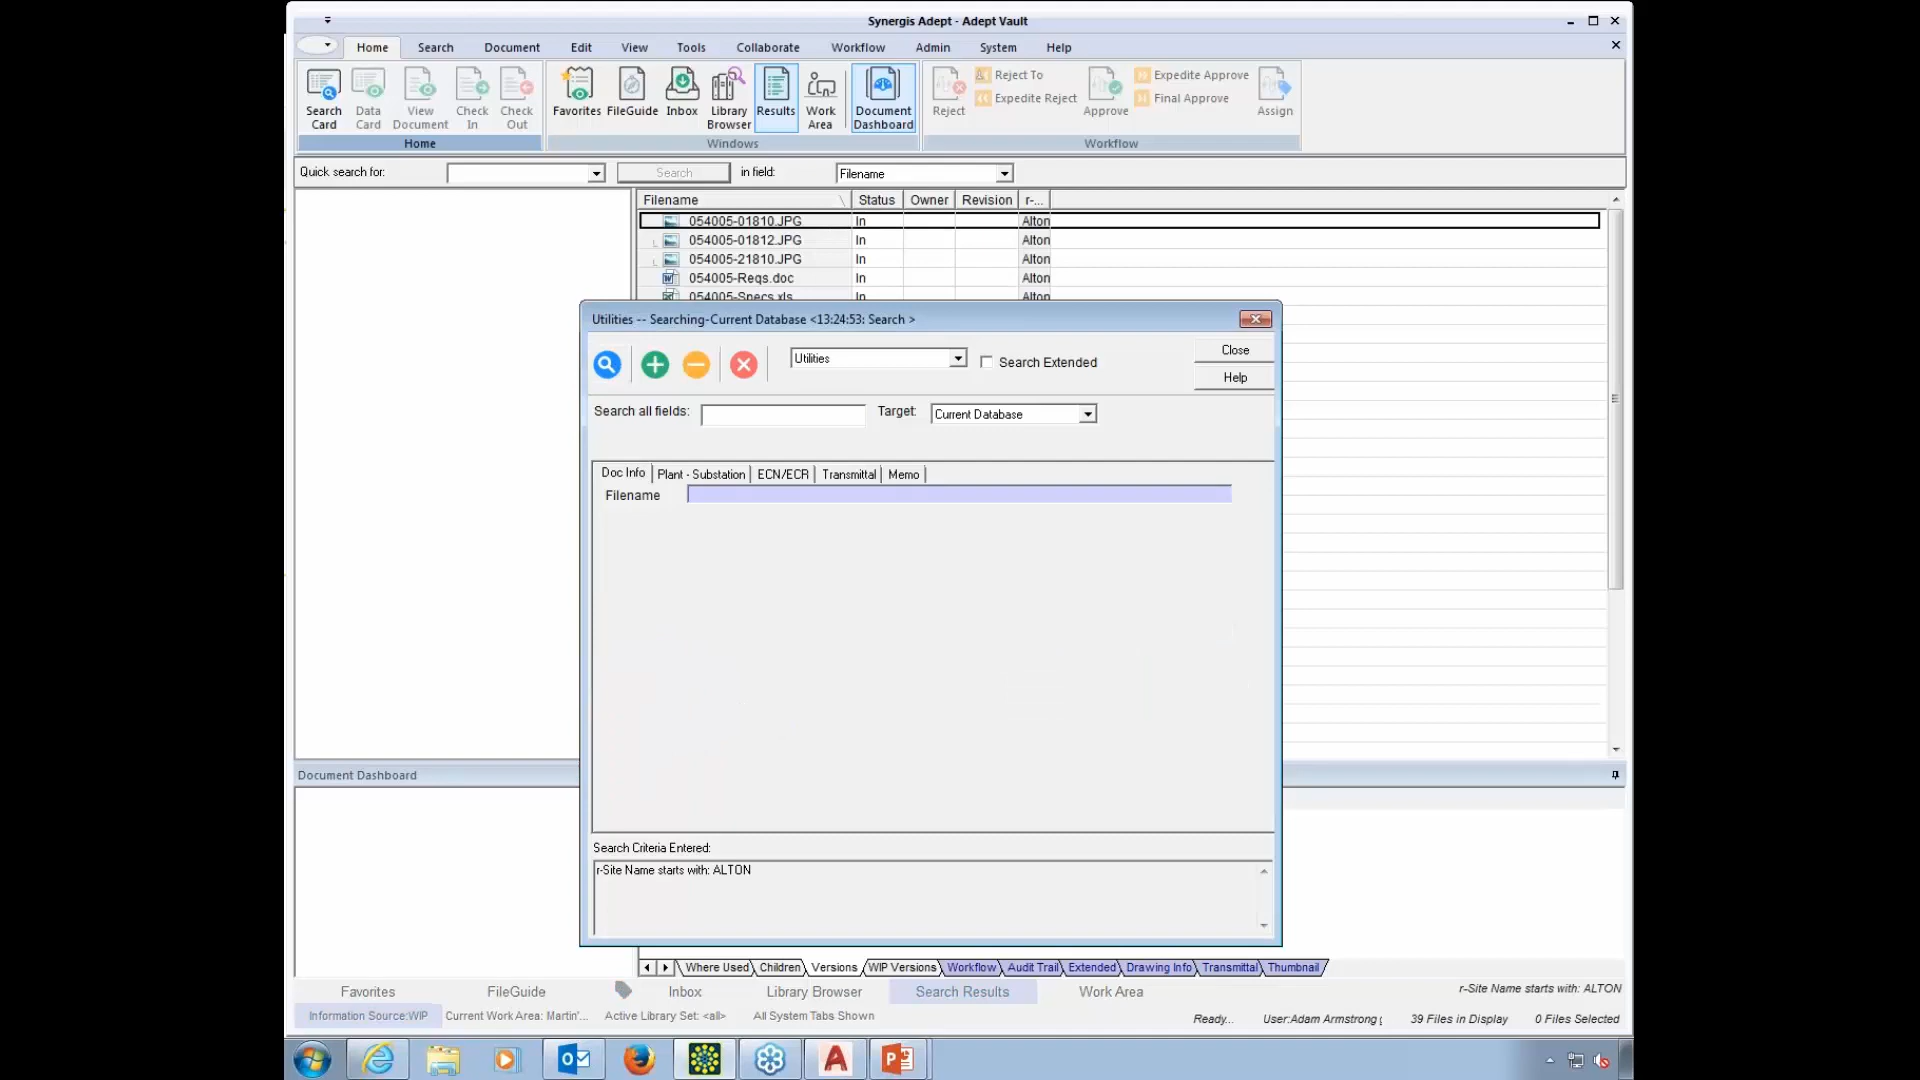 Synergis Adept - Adept Vault
Home Search Document Edit View Tools Collaborate Workflow Admin System Help
Search Card Data Card View Document Check In Check Out
Home
Favorites FileGuide Inbox Library Browser Results Work Area Document Dashboard
Windows
Reject Reject To Expedite Reject Approve Expedite Approve Final Approve Assign
Workflow
Quick search for: Search in field: Filename
Filename Status Owner Revision r-...
054005-01810.JPG In Alton
054005-01812.JPG In Alton
054005-21810.JPG In Alton
054005-Reqs.doc In Alton
054005-Specs.xls In Alton
Utilities -- Searching-Current Database <13:24:53: Search >
Utilities Search Extended Close
Help
Search all fields: Target: Current Database
Doc Info Plant - Substation ECN/ECR Transmittal Memo
Filename
Search Criteria Entered:
r-Site Name starts with: ALTON
Document Dashboard
Where Used Children Versions WIP Versions Workflow Audit Trail Extended Drawing Info Transmittal Thumbnail
Favorites FileGuide Inbox Library Browser Search Results Work Area r-Site Name starts with: ALTON
Information Source:WIP Current Work Area: Martin'... Active Library Set: <all> All System Tabs Shown Ready... User:Adam Armstrong 39 Files in Display 0 Files Selected